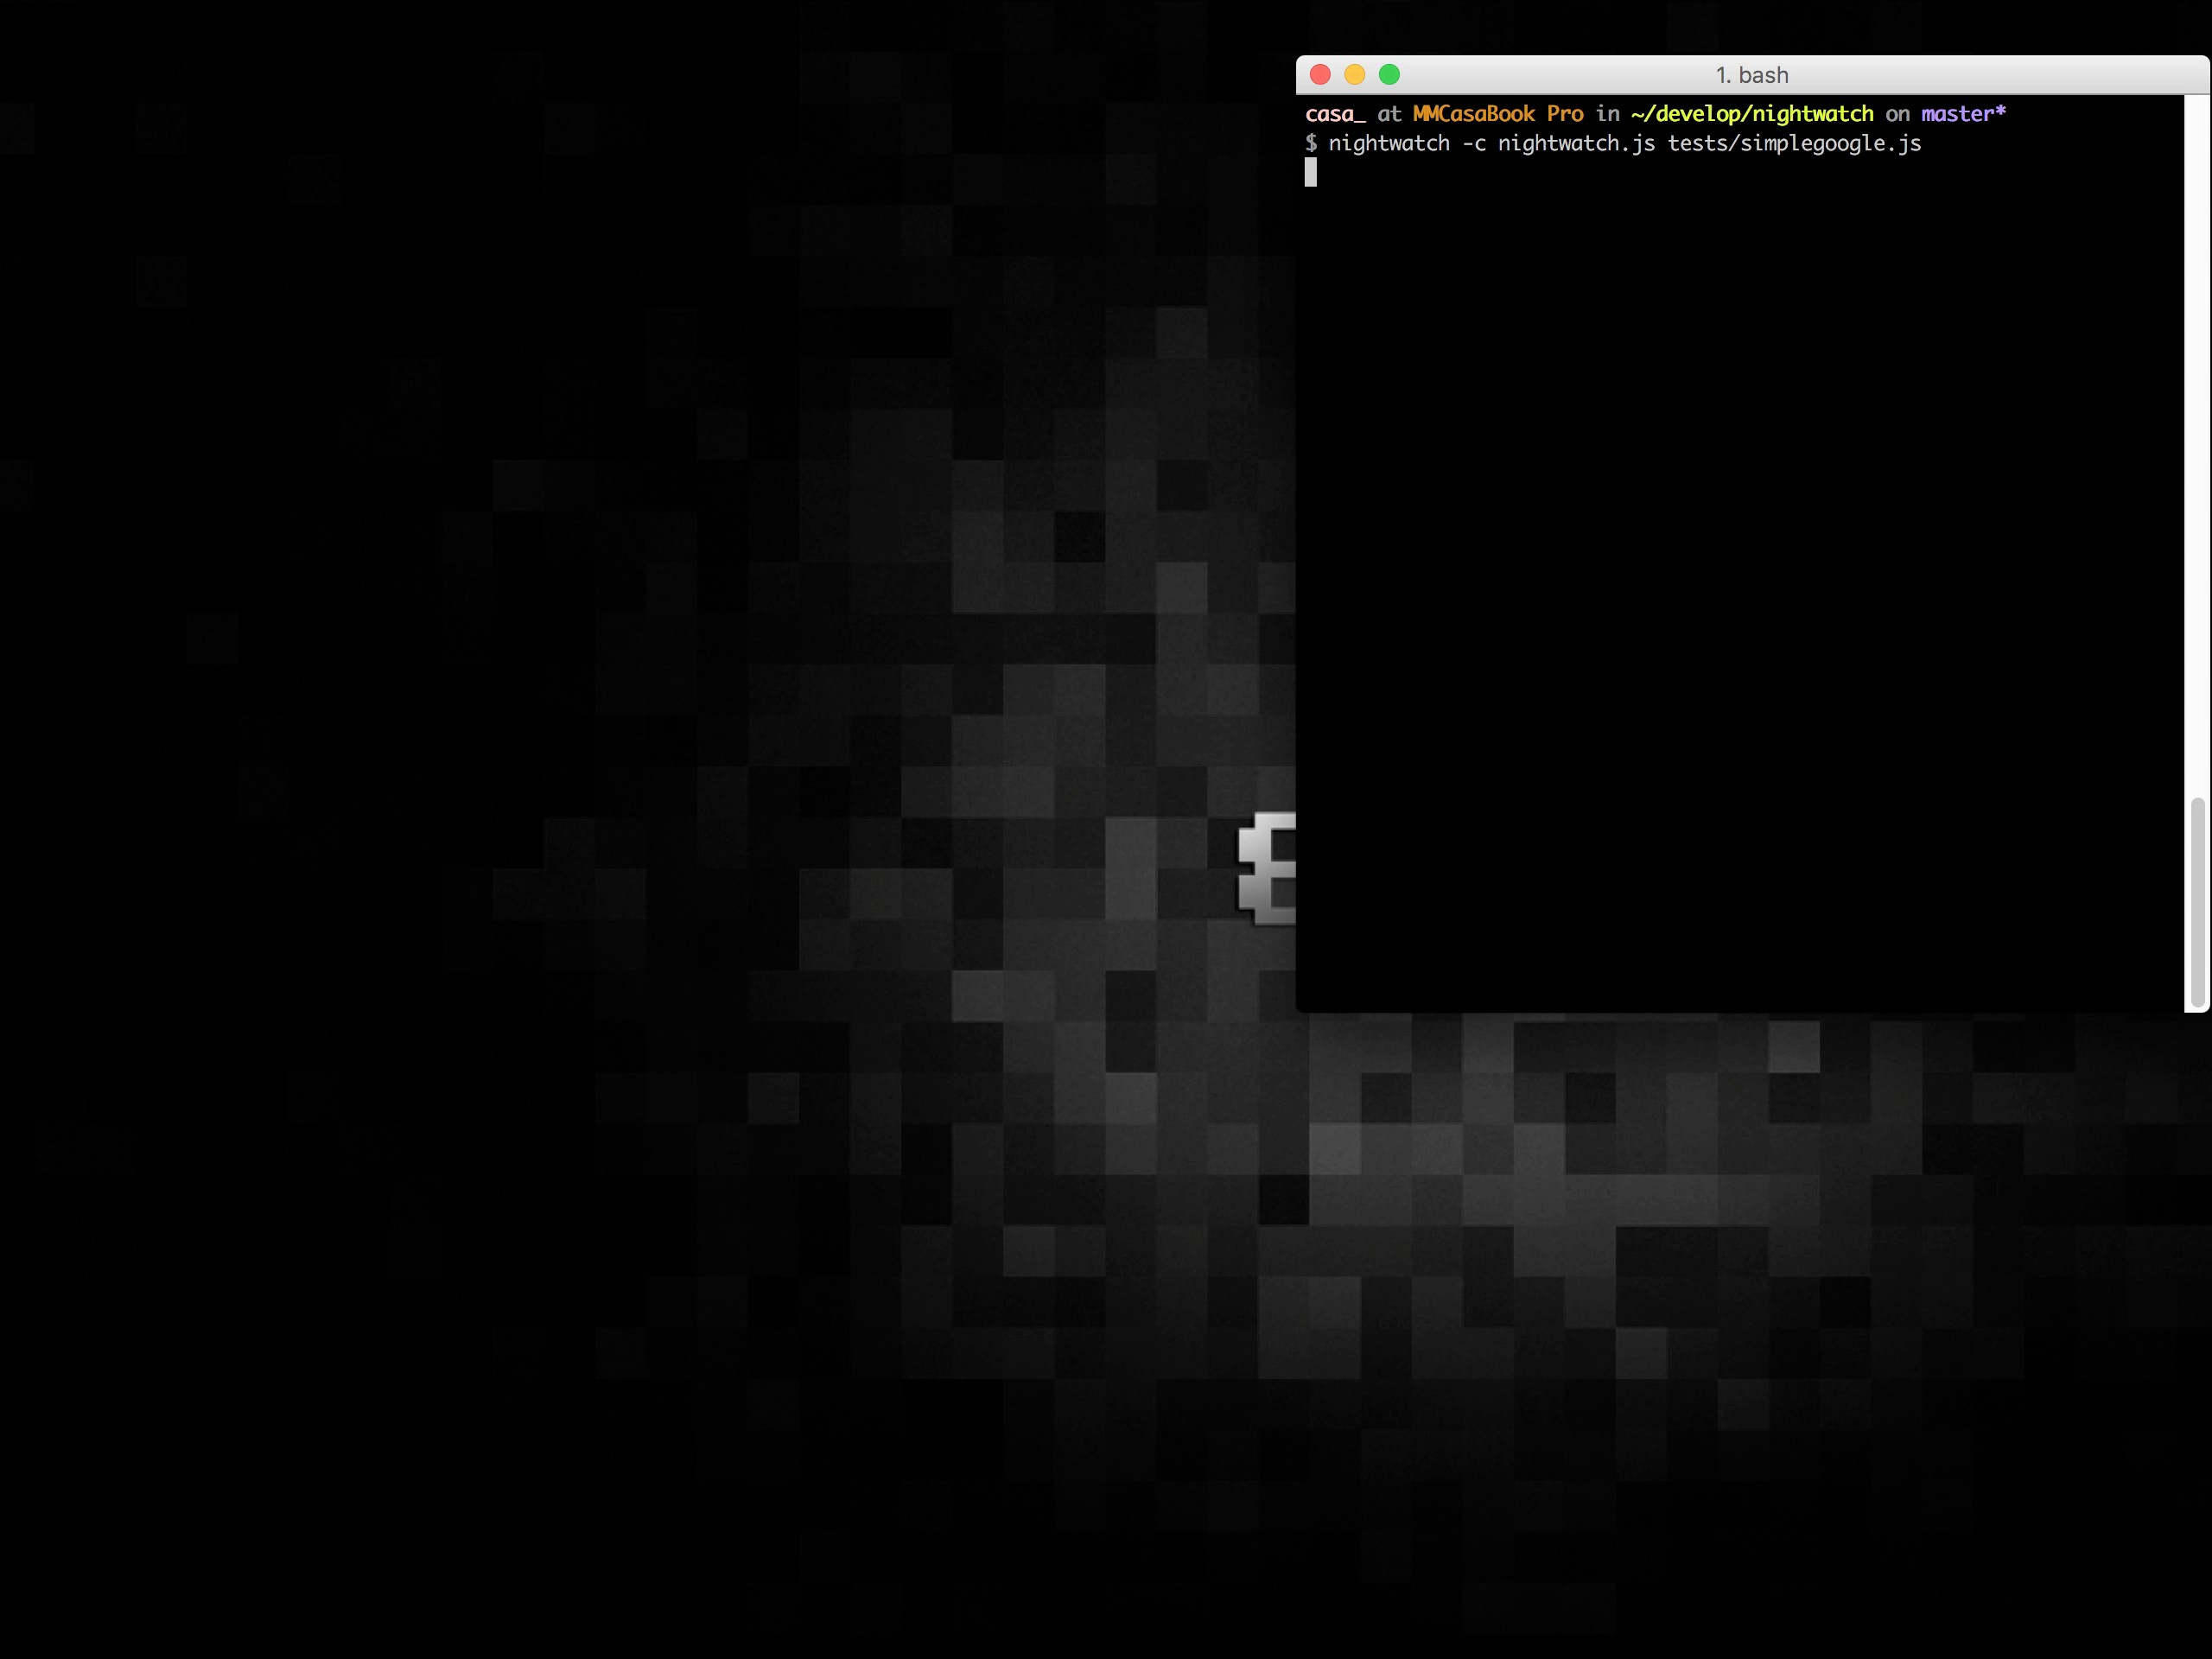 1. bash
casa_ at MMCasaBook Pro in ~/develop/nightwatch on master*
$ nightwatch -c nightwatch.js tests/simplegoogle.js